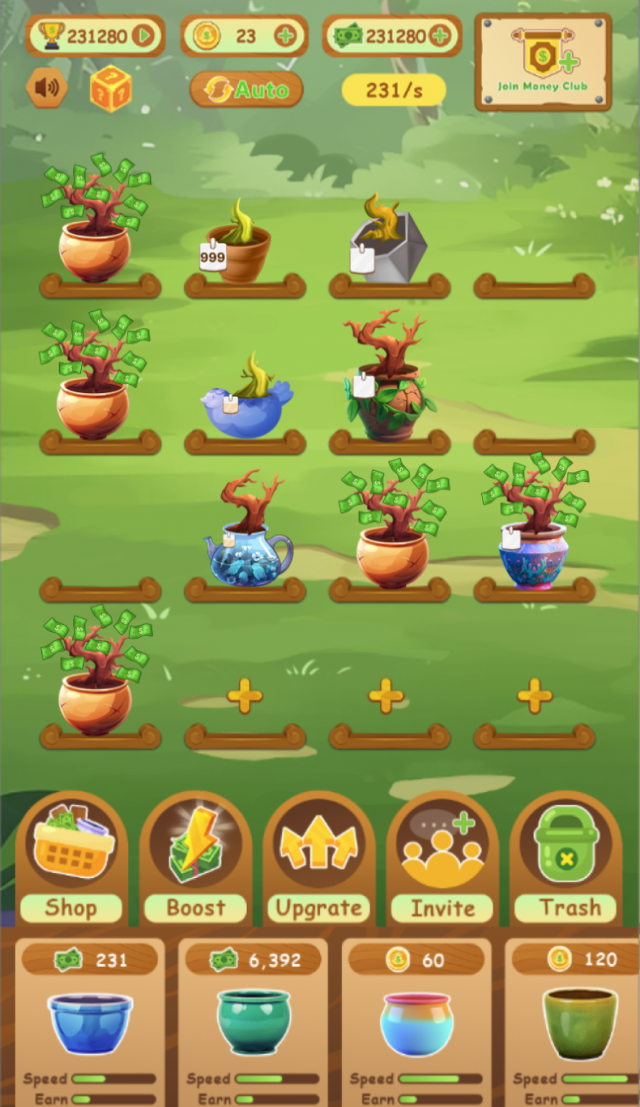 231280
23
231280
Join Money Club
Auto
231/s
999
Shop
Boost
Upgrate
Invite
Trash
231
6,392
60
120
Speed
Speed
Speed
Speed
Earn
Earn
Earn
Earn